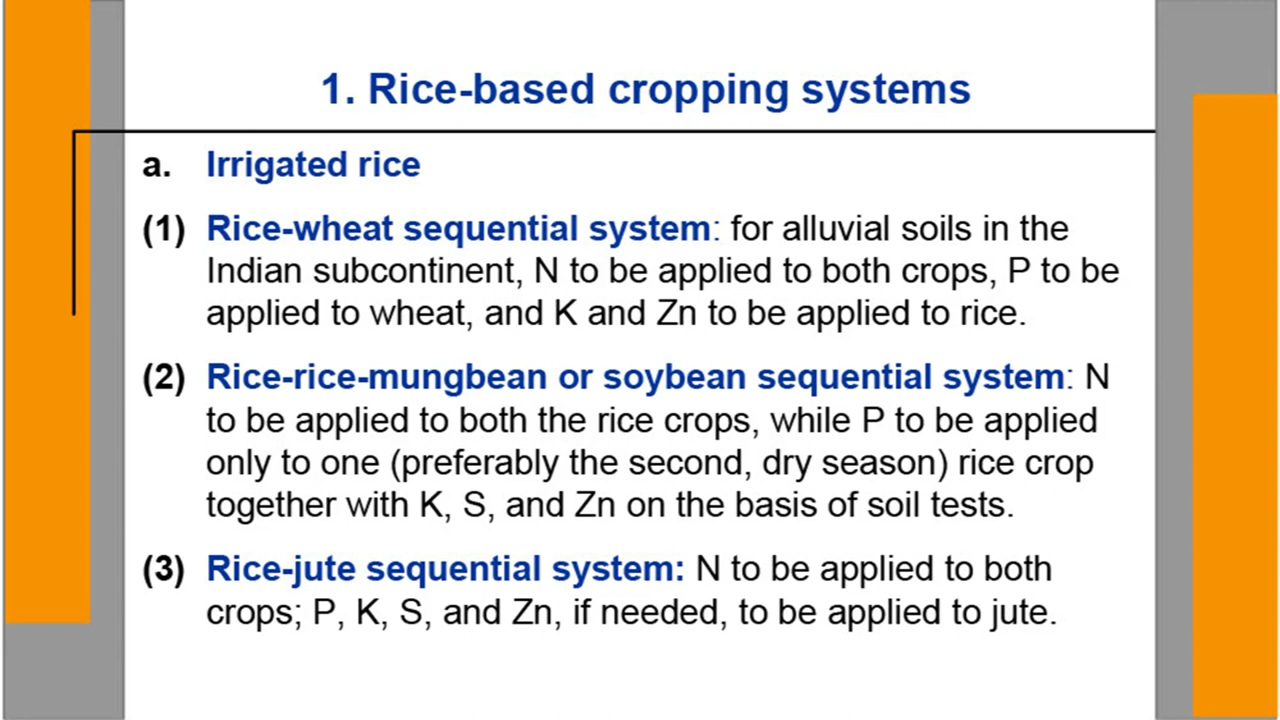 1. Rice-based cropping systems
a. Irrigated rice
(1) Rice-wheat sequential system: for alluvial soils in the
Indian subcontinent, N to be applied to both crops, P to be
applied to wheat, and K and Zn to be applied to rice.
(2) Rice-rice-mungbean or soybean sequential system: N
to be applied to both the rice crops, while P to be applied
only to one (preferably the second, dry season) rice crop
together with K, S, and Zn on the basis of soil tests.
(3) Rice-jute sequential system: N to be applied to both
crops; P, K, S, and Zn, if needed, to be applied to jute.